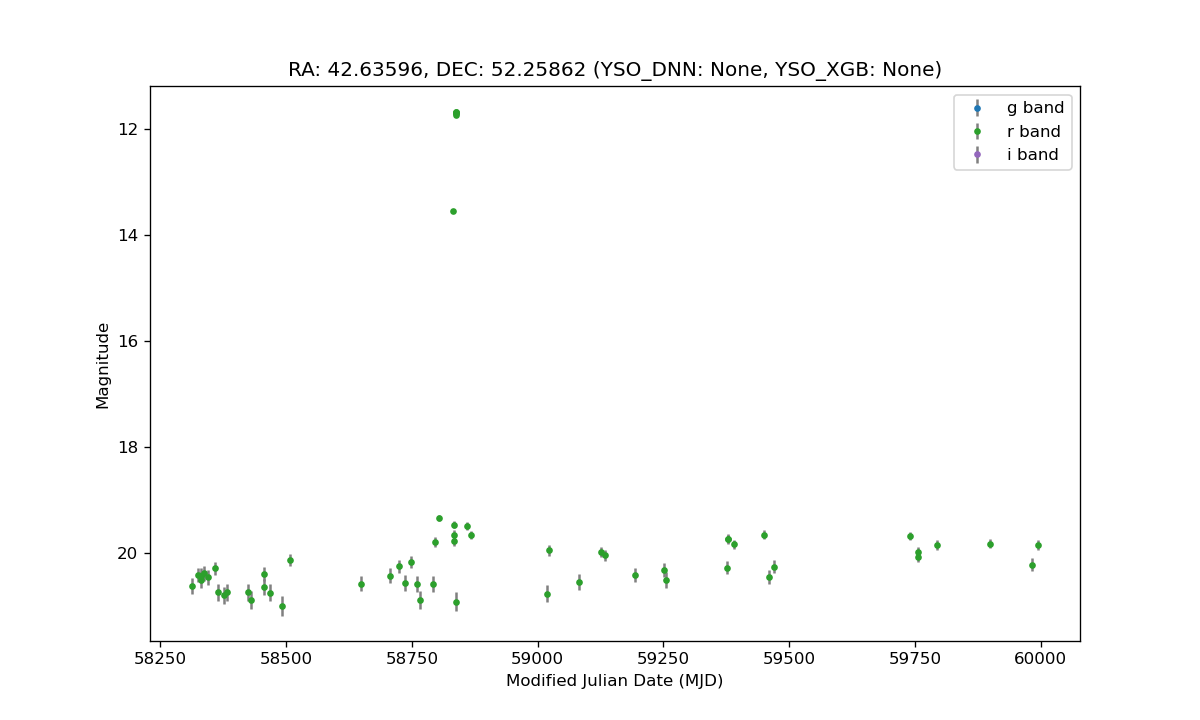 RA: 42.63596, DEC: 52.25862 (YSO_DNN: None, YSO_XGB: None)
g band
r band
i band
12
14
16
18
20
Magnitude
58250 58500 58750 59000 59250 59500 59750 60000
Modified Julian Date (MJD)